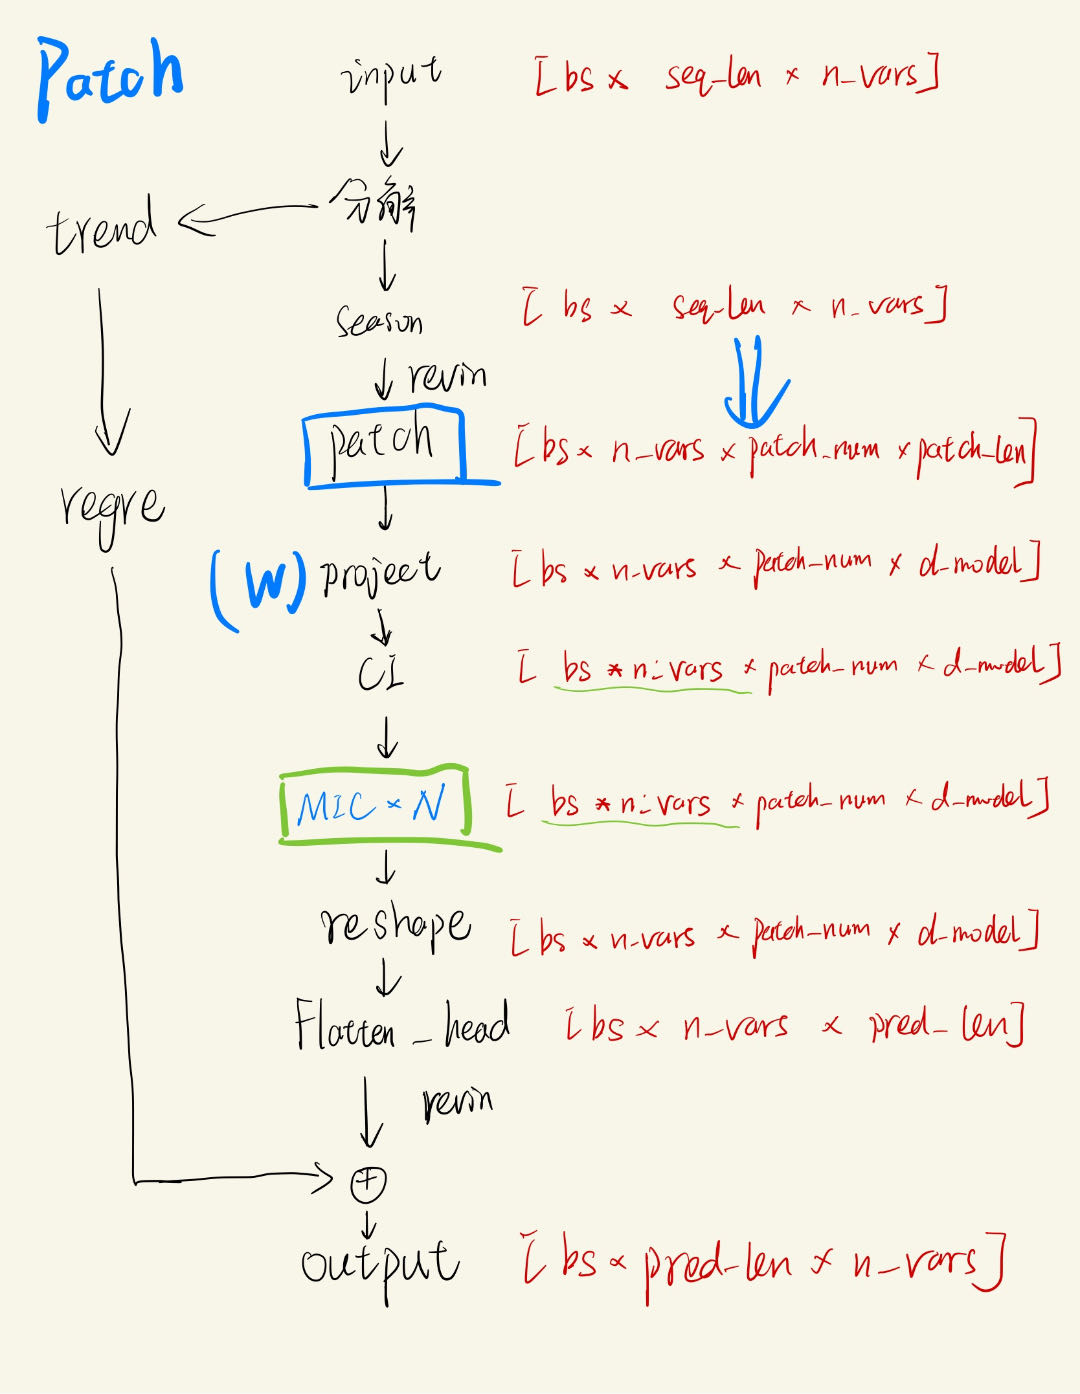 Patch
input [bs × seq_len × n_vars]
分解
trend
season [bs × seq_len × n_vars]
revin
patch [bs × n_vars × patch_num × patch_len]
regre
(W) project [bs × n_vars × patch_num × d_model]
CI [bs * n_vars × patch_num × d_model]
MIC × N [bs * n_vars × patch_num × d_model]
reshape [bs × n_vars × patch_num × d_model]
Flatten_head [bs × n_vars × pred_len]
revin
+
output [bs × pred_len × n_vars]